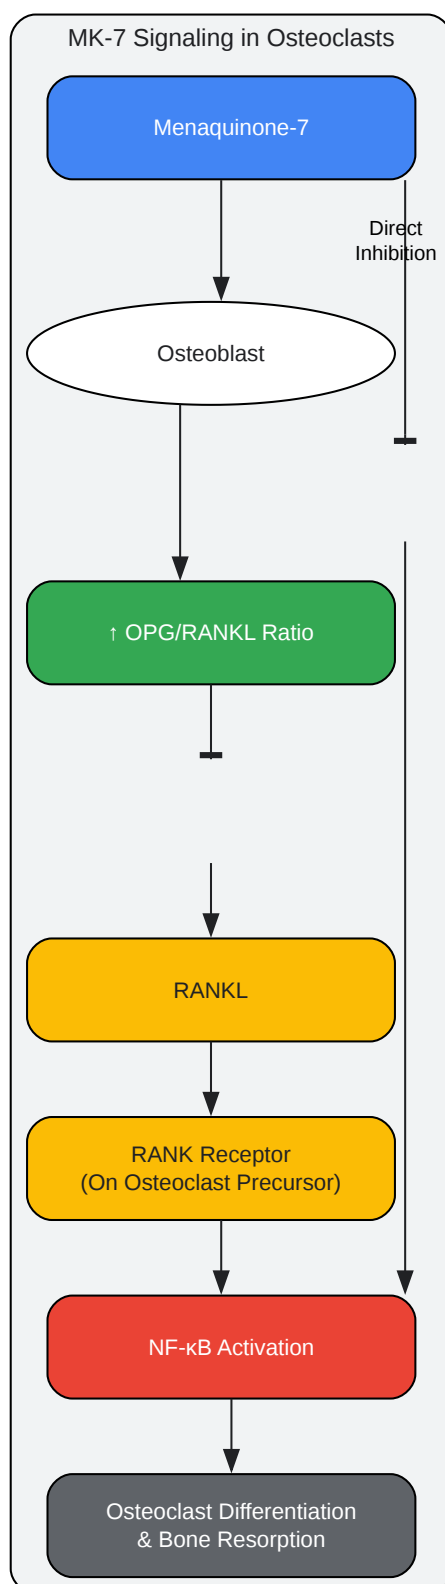 MK-7 Signaling in Osteoclasts
Menaquinone-7
Direct
Inhibition
Osteoblast
↑ OPG/RANKL Ratio
RANKL
RANK Receptor
(On Osteoclast Precursor)
NF-κB Activation
Osteoclast Differentiation
& Bone Resorption